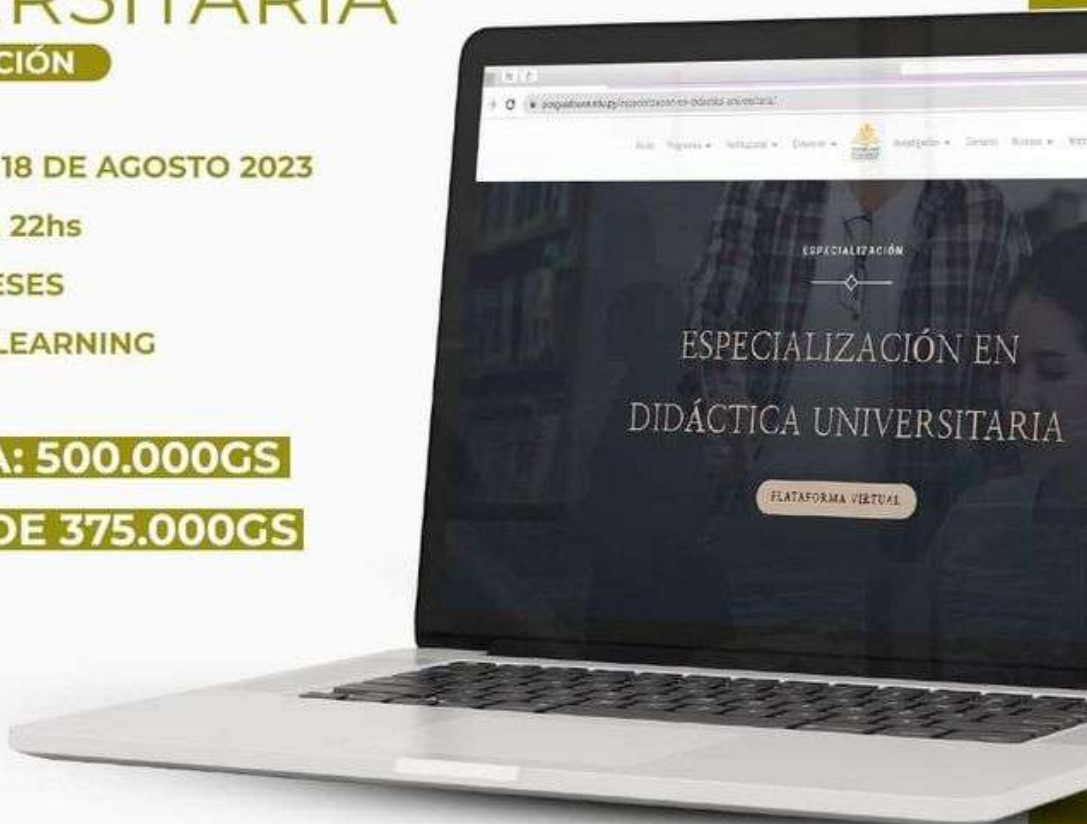 ERSITARIA
CIÓN
18 DE AGOSTO 2023
22hs
ESES
LEARNING
A: 500.000GS
DE 375.000GS
ESPECIALIZACIÓN
ESPECIALIZACIÓN EN
DIDÁCTICA UNIVERSITARIA
PLATAFORMA VIRTUAL